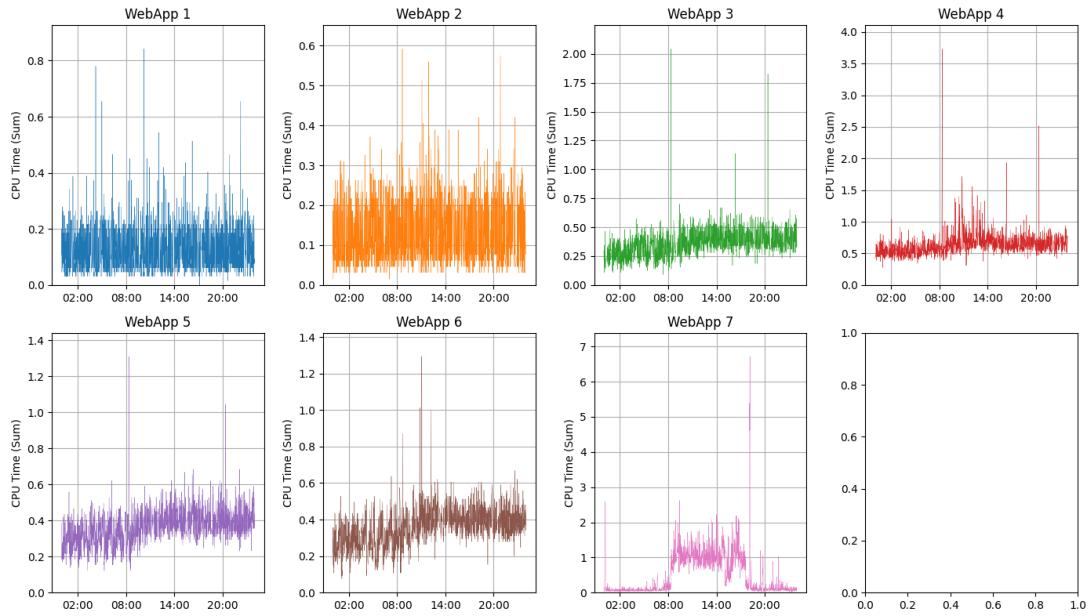 WebApp 1
CPU Time (Sum)
0.8
0.6
0.4
0.2
0.0
02:00 08:00 14:00 20:00
WebApp 2
CPU Time (Sum)
0.6
0.5
0.4
0.3
0.2
0.1
0.0
02:00 08:00 14:00 20:00
WebApp 3
CPU Time (Sum)
2.00
1.75
1.50
1.25
1.00
0.75
0.50
0.25
0.00
02:00 08:00 14:00 20:00
WebApp 4
CPU Time (Sum)
4.0
3.5
3.0
2.5
2.0
1.5
1.0
0.5
0.0
02:00 08:00 14:00 20:00
WebApp 5
CPU Time (Sum)
1.4
1.2
1.0
0.8
0.6
0.4
0.2
0.0
02:00 08:00 14:00 20:00
WebApp 6
CPU Time (Sum)
1.4
1.2
1.0
0.8
0.6
0.4
0.2
0.0
02:00 08:00 14:00 20:00
WebApp 7
CPU Time (Sum)
7
6
5
4
3
2
1
0
02:00 08:00 14:00 20:00
1.0
0.8
0.6
0.4
0.2
0.0
0.0 0.2 0.4 0.6 0.8 1.0